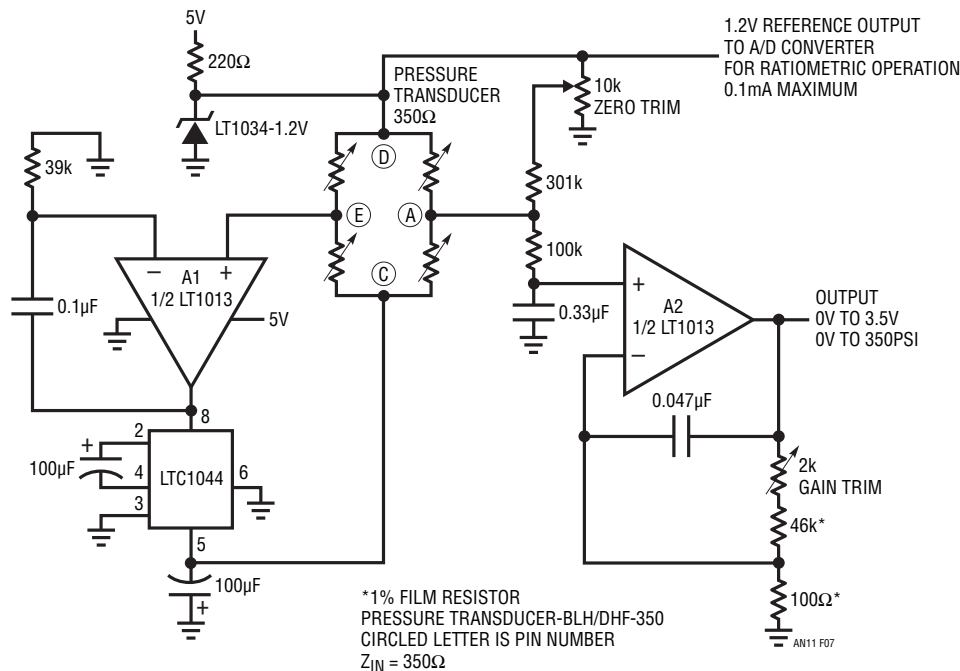 5V
220Ω
LT1034-1.2V
PRESSURE
TRANSDUCER
350Ω
1.2V REFERENCE OUTPUT
TO A/D CONVERTER
FOR RATIOMETRIC OPERATION
0.1mA MAXIMUM
10k
ZERO TRIM
39k
D
E
A
C
301k
100k
0.33µF
A1
1/2 LT1013
–
+
5V
0.1µF
A2
1/2 LT1013
+
–
OUTPUT
0V TO 3.5V
0V TO 350PSI
0.047µF
2k
GAIN TRIM
46k*
100Ω*
8
2
4
3
6
5
LTC1044
+
100µF
100µF
+
*1% FILM RESISTOR
PRESSURE TRANSDUCER-BLH/DHF-350
CIRCLED LETTER IS PIN NUMBER
ZIN = 350Ω
AN11 F07